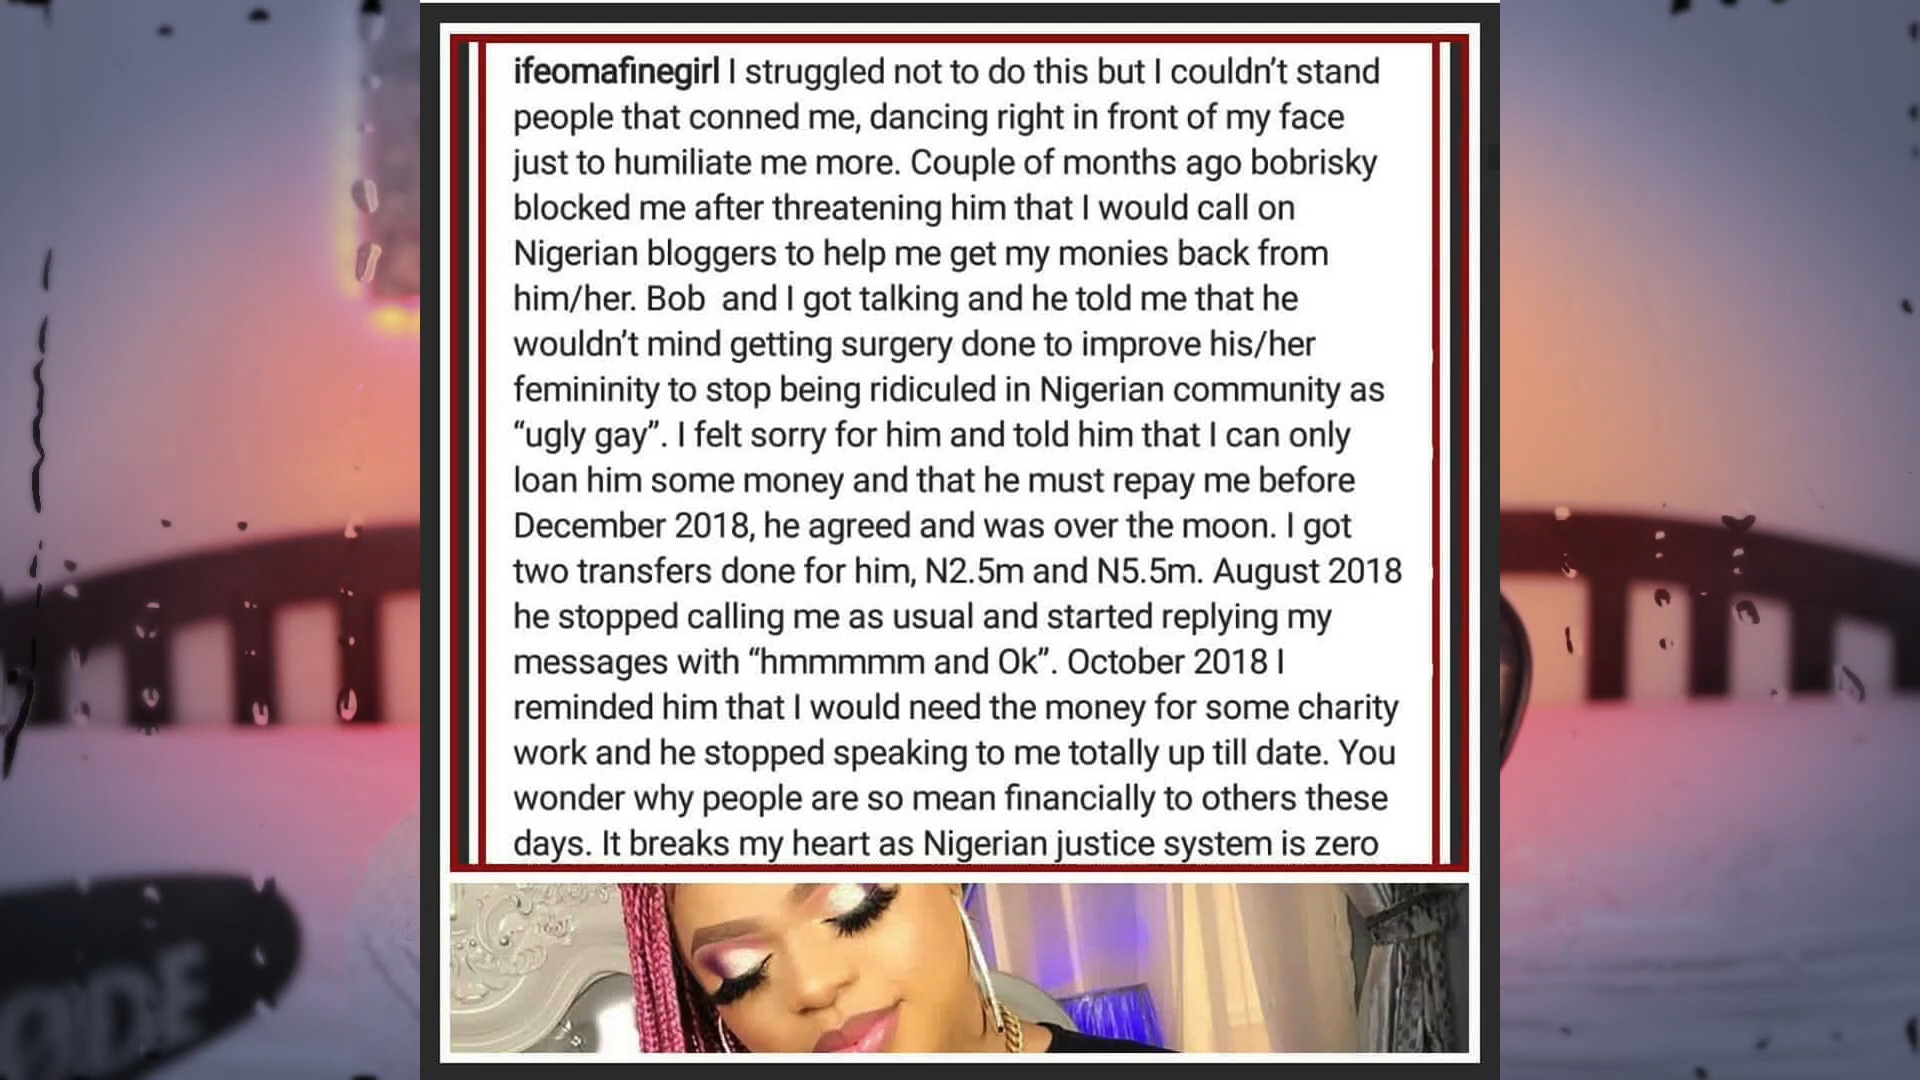 ifeomafinegirl I struggled not to do this but I couldn’t stand
people that conned me, dancing right in front of my face
just to humiliate me more. Couple of months ago bobrisky
blocked me after threatening him that I would call on
Nigerian bloggers to help me get my monies back from
him/her. Bob  and I got talking and he told me that he
wouldn’t mind getting surgery done to improve his/her
femininity to stop being ridiculed in Nigerian community as
“ugly gay”. I felt sorry for him and told him that I can only
loan him some money and that he must repay me before
December 2018, he agreed and was over the moon. I got
two transfers done for him, N2.5m and N5.5m. August 2018
he stopped calling me as usual and started replying my
messages with “hmmmmm and Ok”. October 2018 I
reminded him that I would need the money for some charity
work and he stopped speaking to me totally up till date. You
wonder why people are so mean financially to others these
days. It breaks my heart as Nigerian justice system is zero